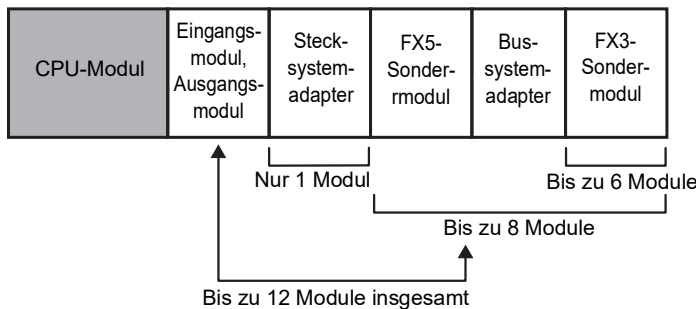 CPU-Modul
Eingangs-
modul,
Ausgangs-
modul
Steck-
system-
adapter
FX5-
Sonder-
rmodul
Bus-
system-
adapter
FX3-
Sonder-
modul
Nur 1 Modul
Bis zu 6 Module
Bis zu 8 Module
Bis zu 12 Module insgesamt